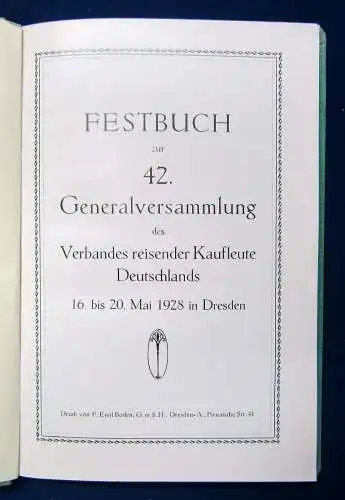 FESTBUCH
zur
42.
Generalversammlung
des
Verbandes reisender Kaufleute
Deutschlands
16. bis 20. Mai 1928 in Dresden
Druck von F. Emil Boden, G. m. b. H., Dresden-A., Pirnaische Str. 41